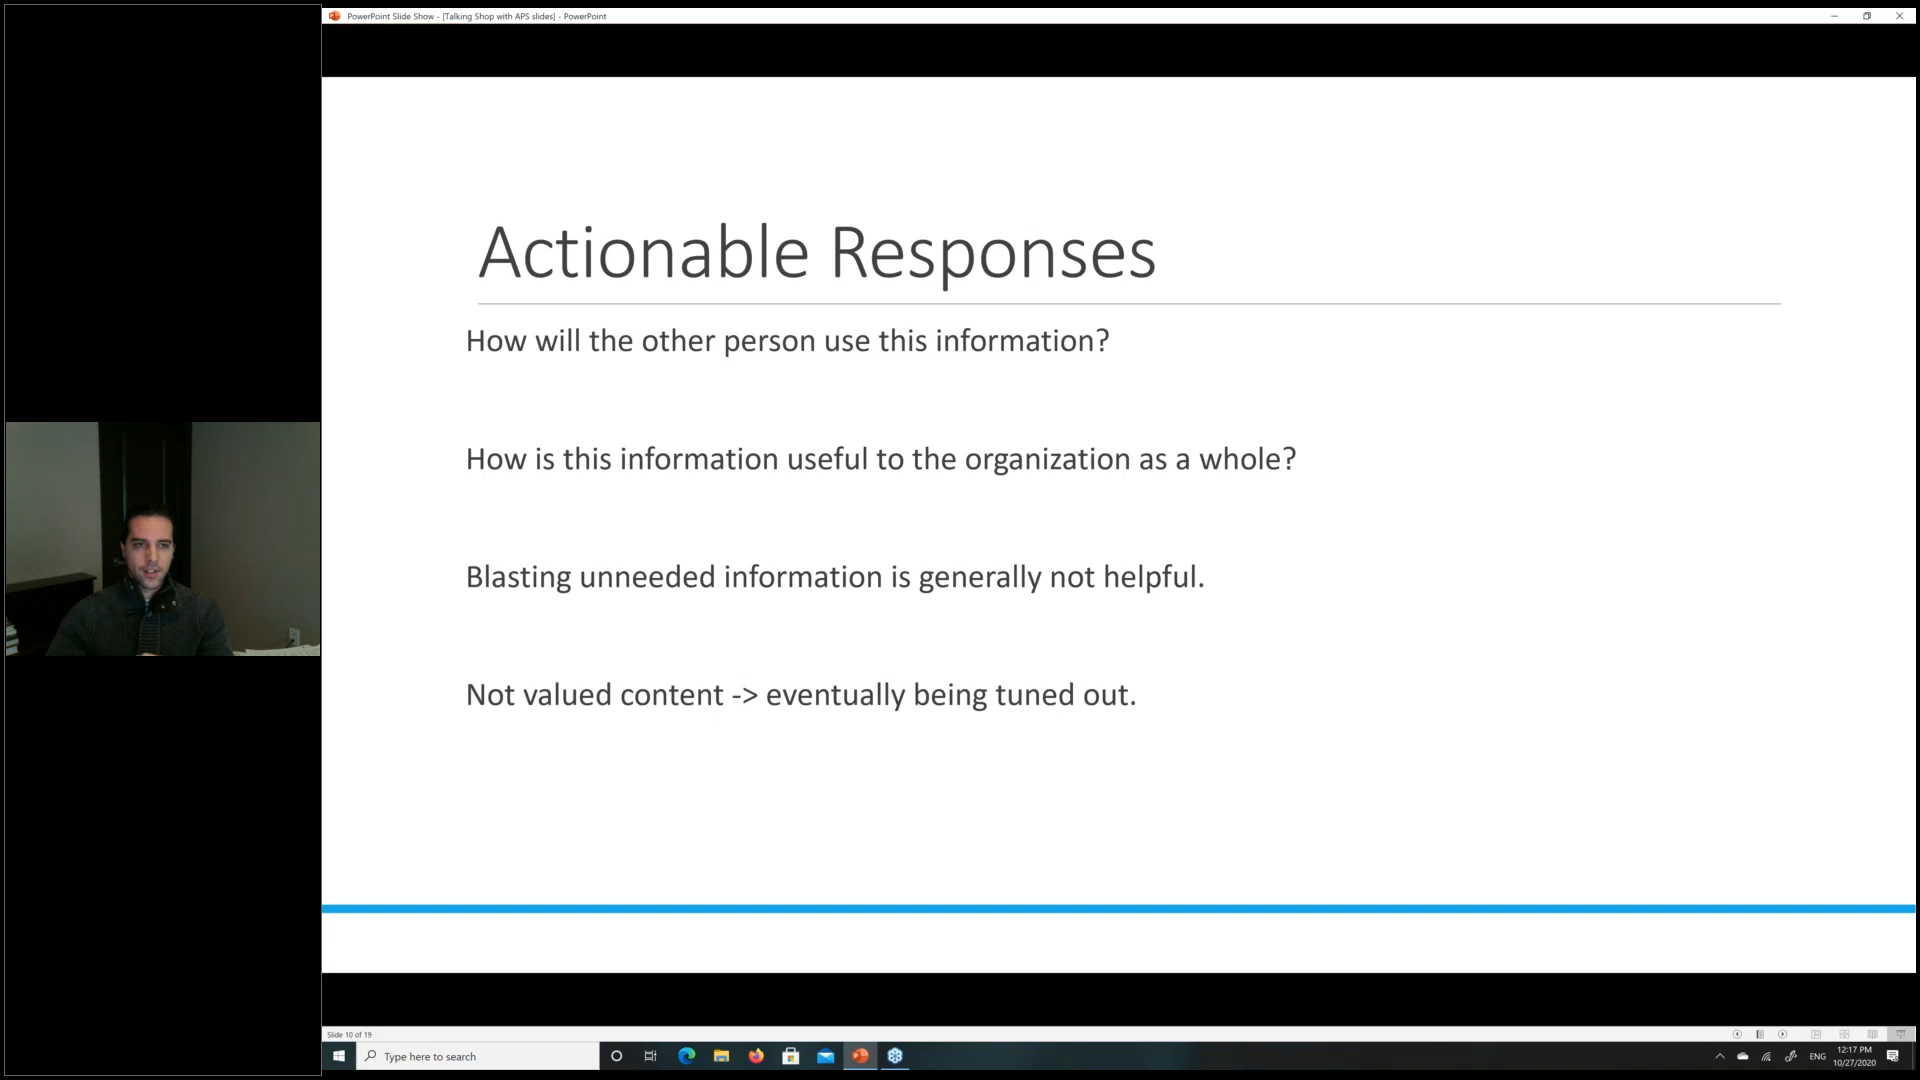 PowerPoint Slide Show - [Talking Shop with APS slides] - PowerPoint
Actionable Responses
How will the other person use this information?
How is this information useful to the organization as a whole?
Blasting unneeded information is generally not helpful.
Not valued content -> eventually being tuned out.
Slide 10 of 19
Type here to search
ENG
12:17 PM
10/27/2020